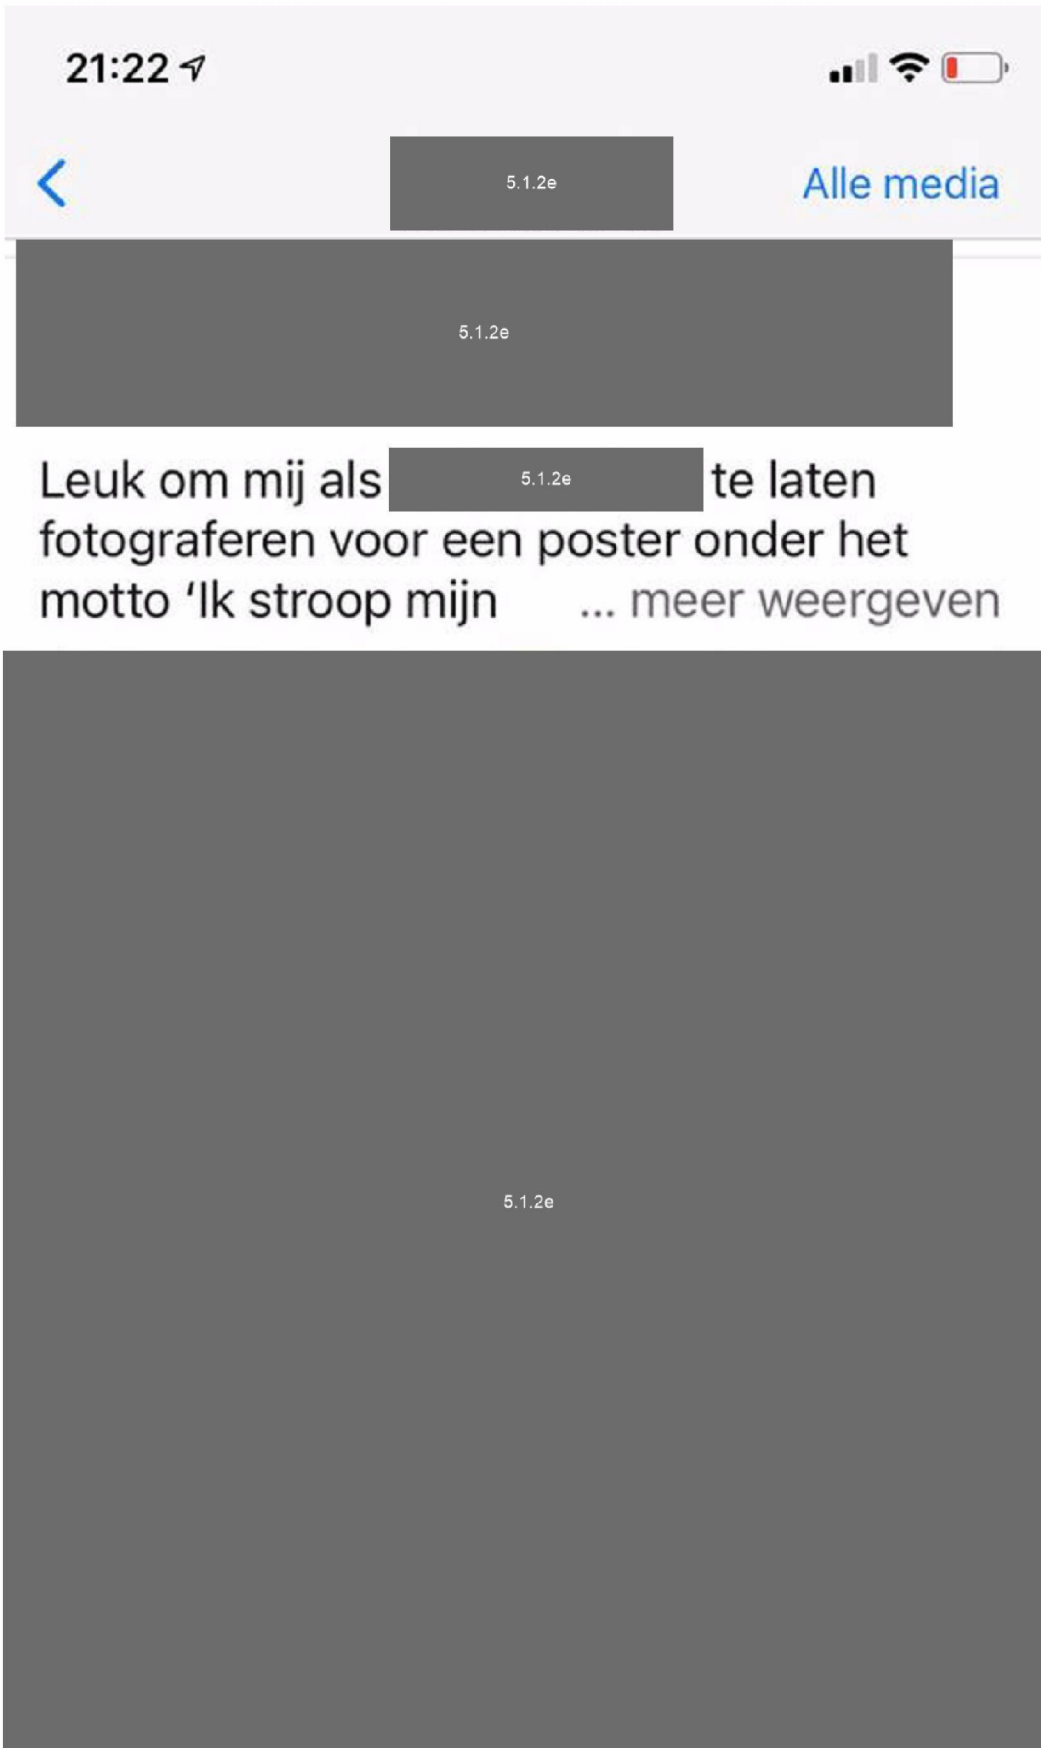 21:22
5.1.2e
Alle media
5.1.2e
Leuk om mij als 5.1.2e te laten
fotograferen voor een poster onder het
motto ‘Ik stroop mijn ... meer weergeven
5.1.2e